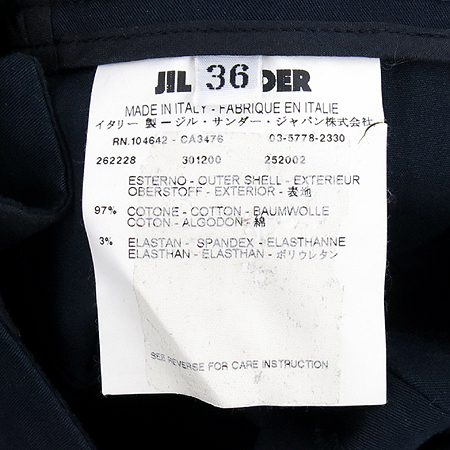 JIL 36 DER
MADE IN ITALY - FABRIQUE EN ITALIE
イタリー 製 ージル・サンダー・ジャパン株式会社
RN.104642 - CA3476 03-5778-2330
262228 301200 252002
ESTERNO - OUTER SHELL - EXTERIEUR
OBERSTOFF - EXTERIOR - 表地
97% COTONE - COTTON - BAUMWOLLE
COTON - ALGODON - 綿
3% ELASTAN - SPANDEX - ELASTHANNE
ELASTHAN - ELASTHAN - ポリウレタン
SEE REVERSE FOR CARE INSTRUCTION